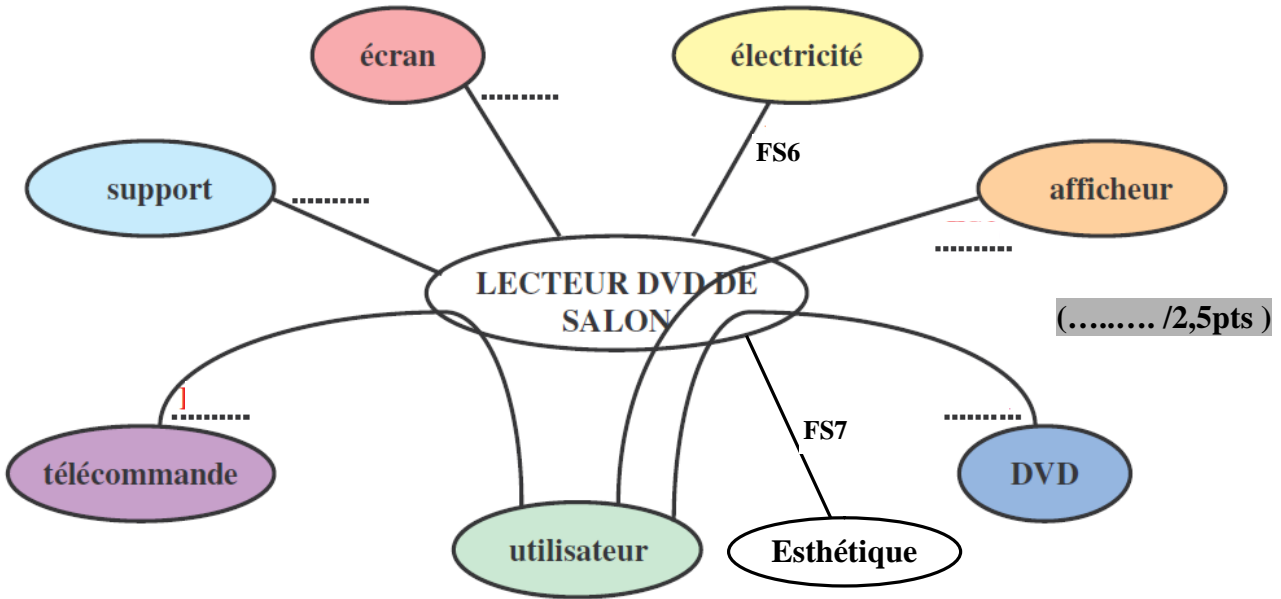 écran
électricité
............
FS6
support
............
afficheur
............
LECTEUR DVD DE
SALON
(…..…. /2,5pts )
]
............
............
FS7
télécommande
DVD
utilisateur
Esthétique